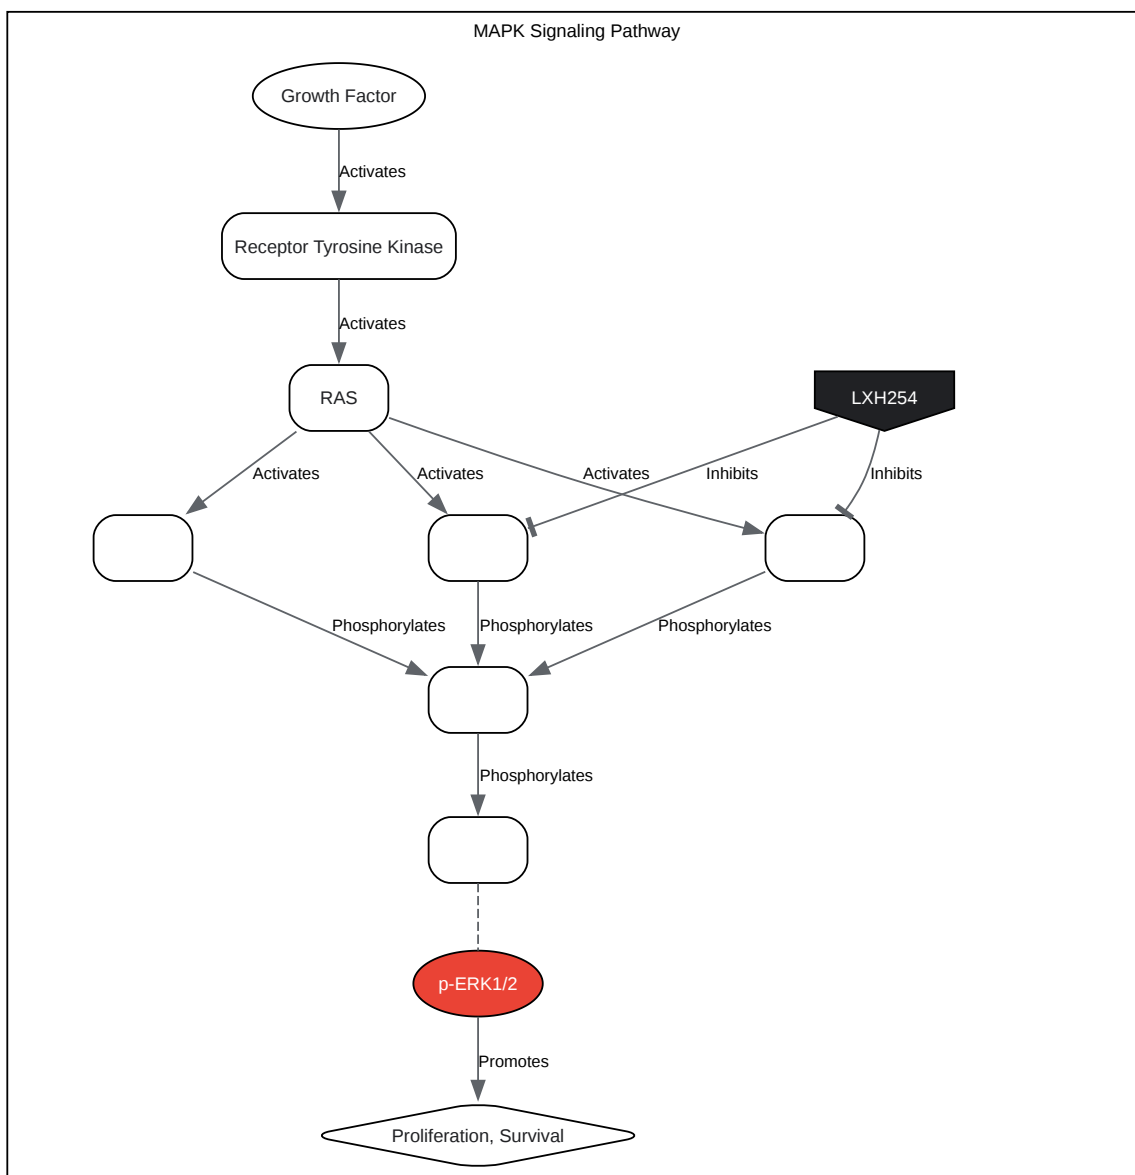 MAPK Signaling Pathway
Growth Factor
Activates
Receptor Tyrosine Kinase
Activates
RAS
LXH254
Activates
Activates
Activates
Inhibits
Inhibits
Phosphorylates
Phosphorylates
Phosphorylates
Phosphorylates
p-ERK1/2
Promotes
Proliferation, Survival